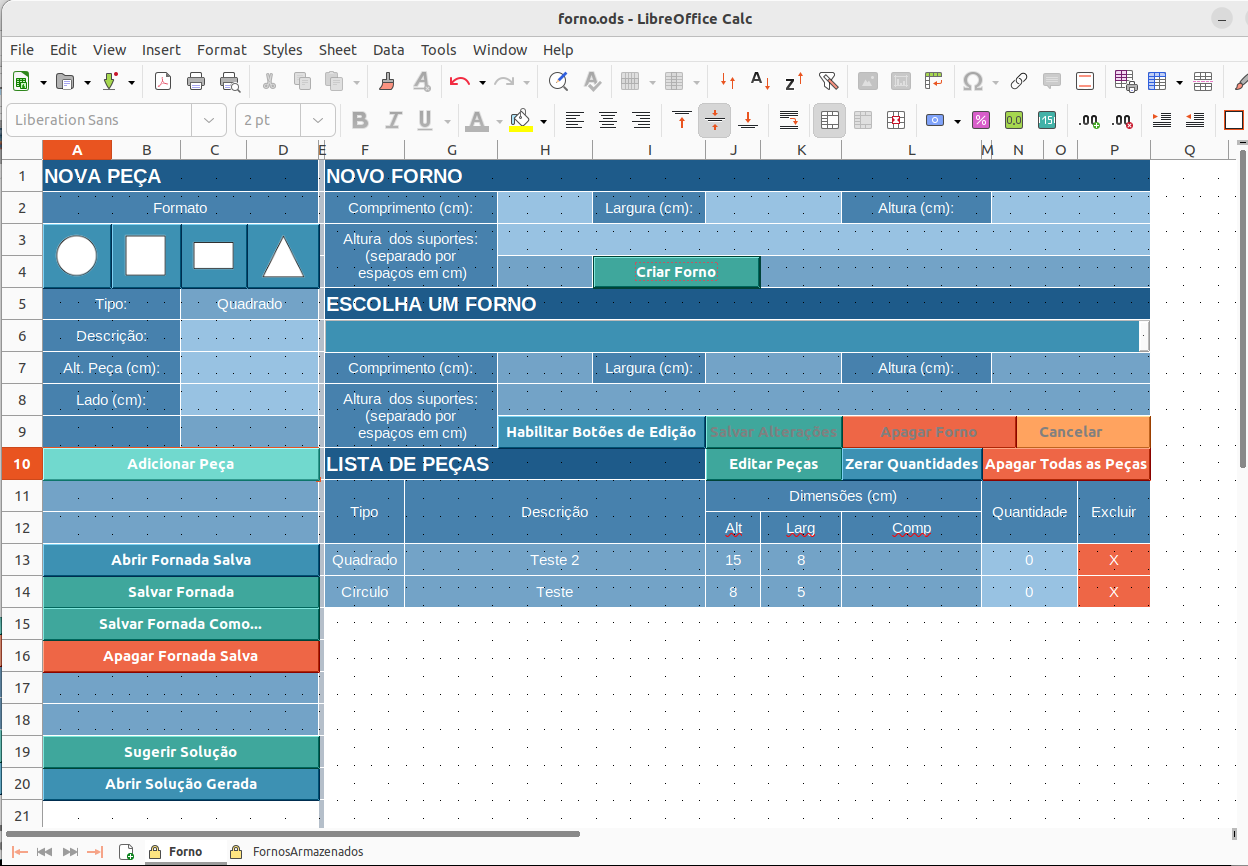 forno.ods - LibreOffice Calc
File Edit View Insert Format Styles Sheet Data Tools Window Help
Liberation Sans 2 pt
A B C D E F G H I J K L M N O P Q
1 NOVA PEÇA NOVO FORNO
2 Formato Comprimento (cm): Largura (cm): Altura (cm):
3 Altura dos suportes:
(separado por
4 espaços em cm) Criar Forno
5 Tipo: Quadrado ESCOLHA UM FORNO
6 Descrição:
7 Alt. Peça (cm): Comprimento (cm): Largura (cm): Altura (cm):
8 Lado (cm): Altura dos suportes:
(separado por
9 espaços em cm) Habilitar Botões de Edição Salvar Alterações Apagar Forno Cancelar
10 Adicionar Peça LISTA DE PEÇAS Editar Peças Zerar Quantidades Apagar Todas as Peças
11 Dimensões (cm)
Tipo Descrição Quantidade Excluir
12 Alt Larg Comp
13 Abrir Fornada Salva Quadrado Teste 2 15 8 0 X
14 Salvar Fornada Círculo Teste 8 5 0 X
15 Salvar Fornada Como...
16 Apagar Fornada Salva
17
18
19 Sugerir Solução
20 Abrir Solução Gerada
21
Forno FornosArmazenados